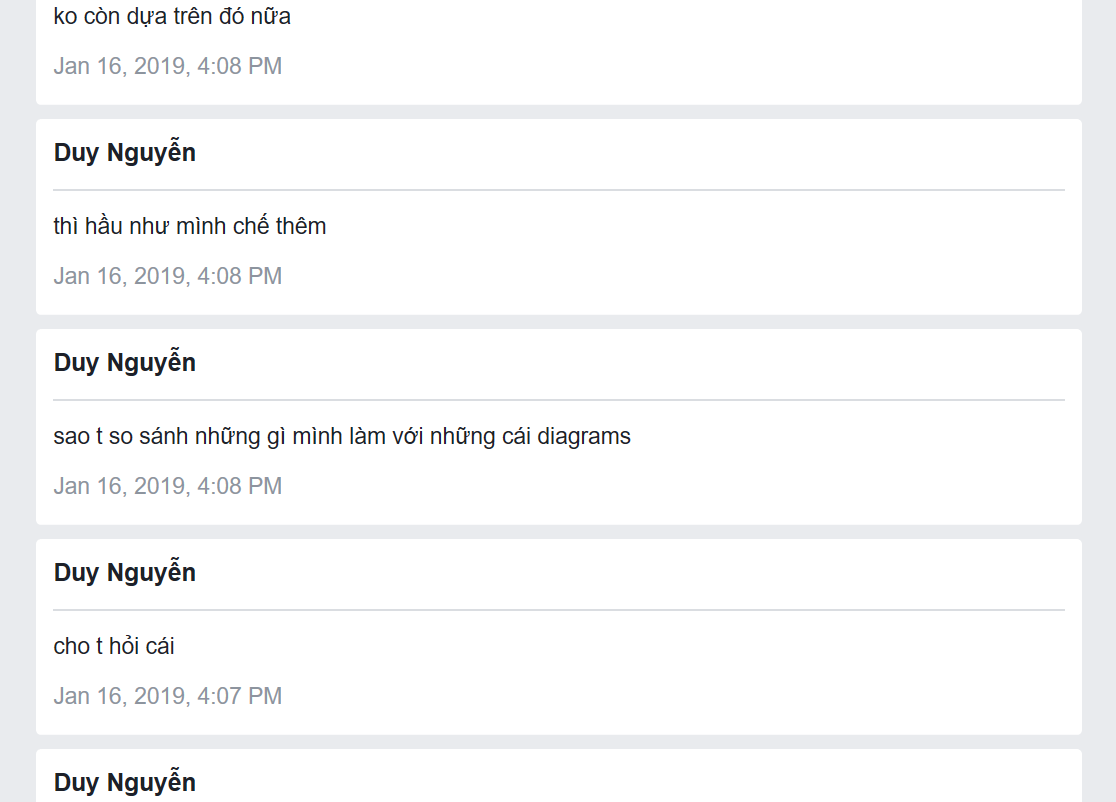 ko còn dựa trên đó nữa
Jan 16, 2019, 4:08 PM
Duy Nguyễn
thì hầu như mình chế thêm
Jan 16, 2019, 4:08 PM
Duy Nguyễn
sao t so sánh những gì mình làm với những cái diagrams
Jan 16, 2019, 4:08 PM
Duy Nguyễn
cho t hỏi cái
Jan 16, 2019, 4:07 PM
Duy Nguyễn